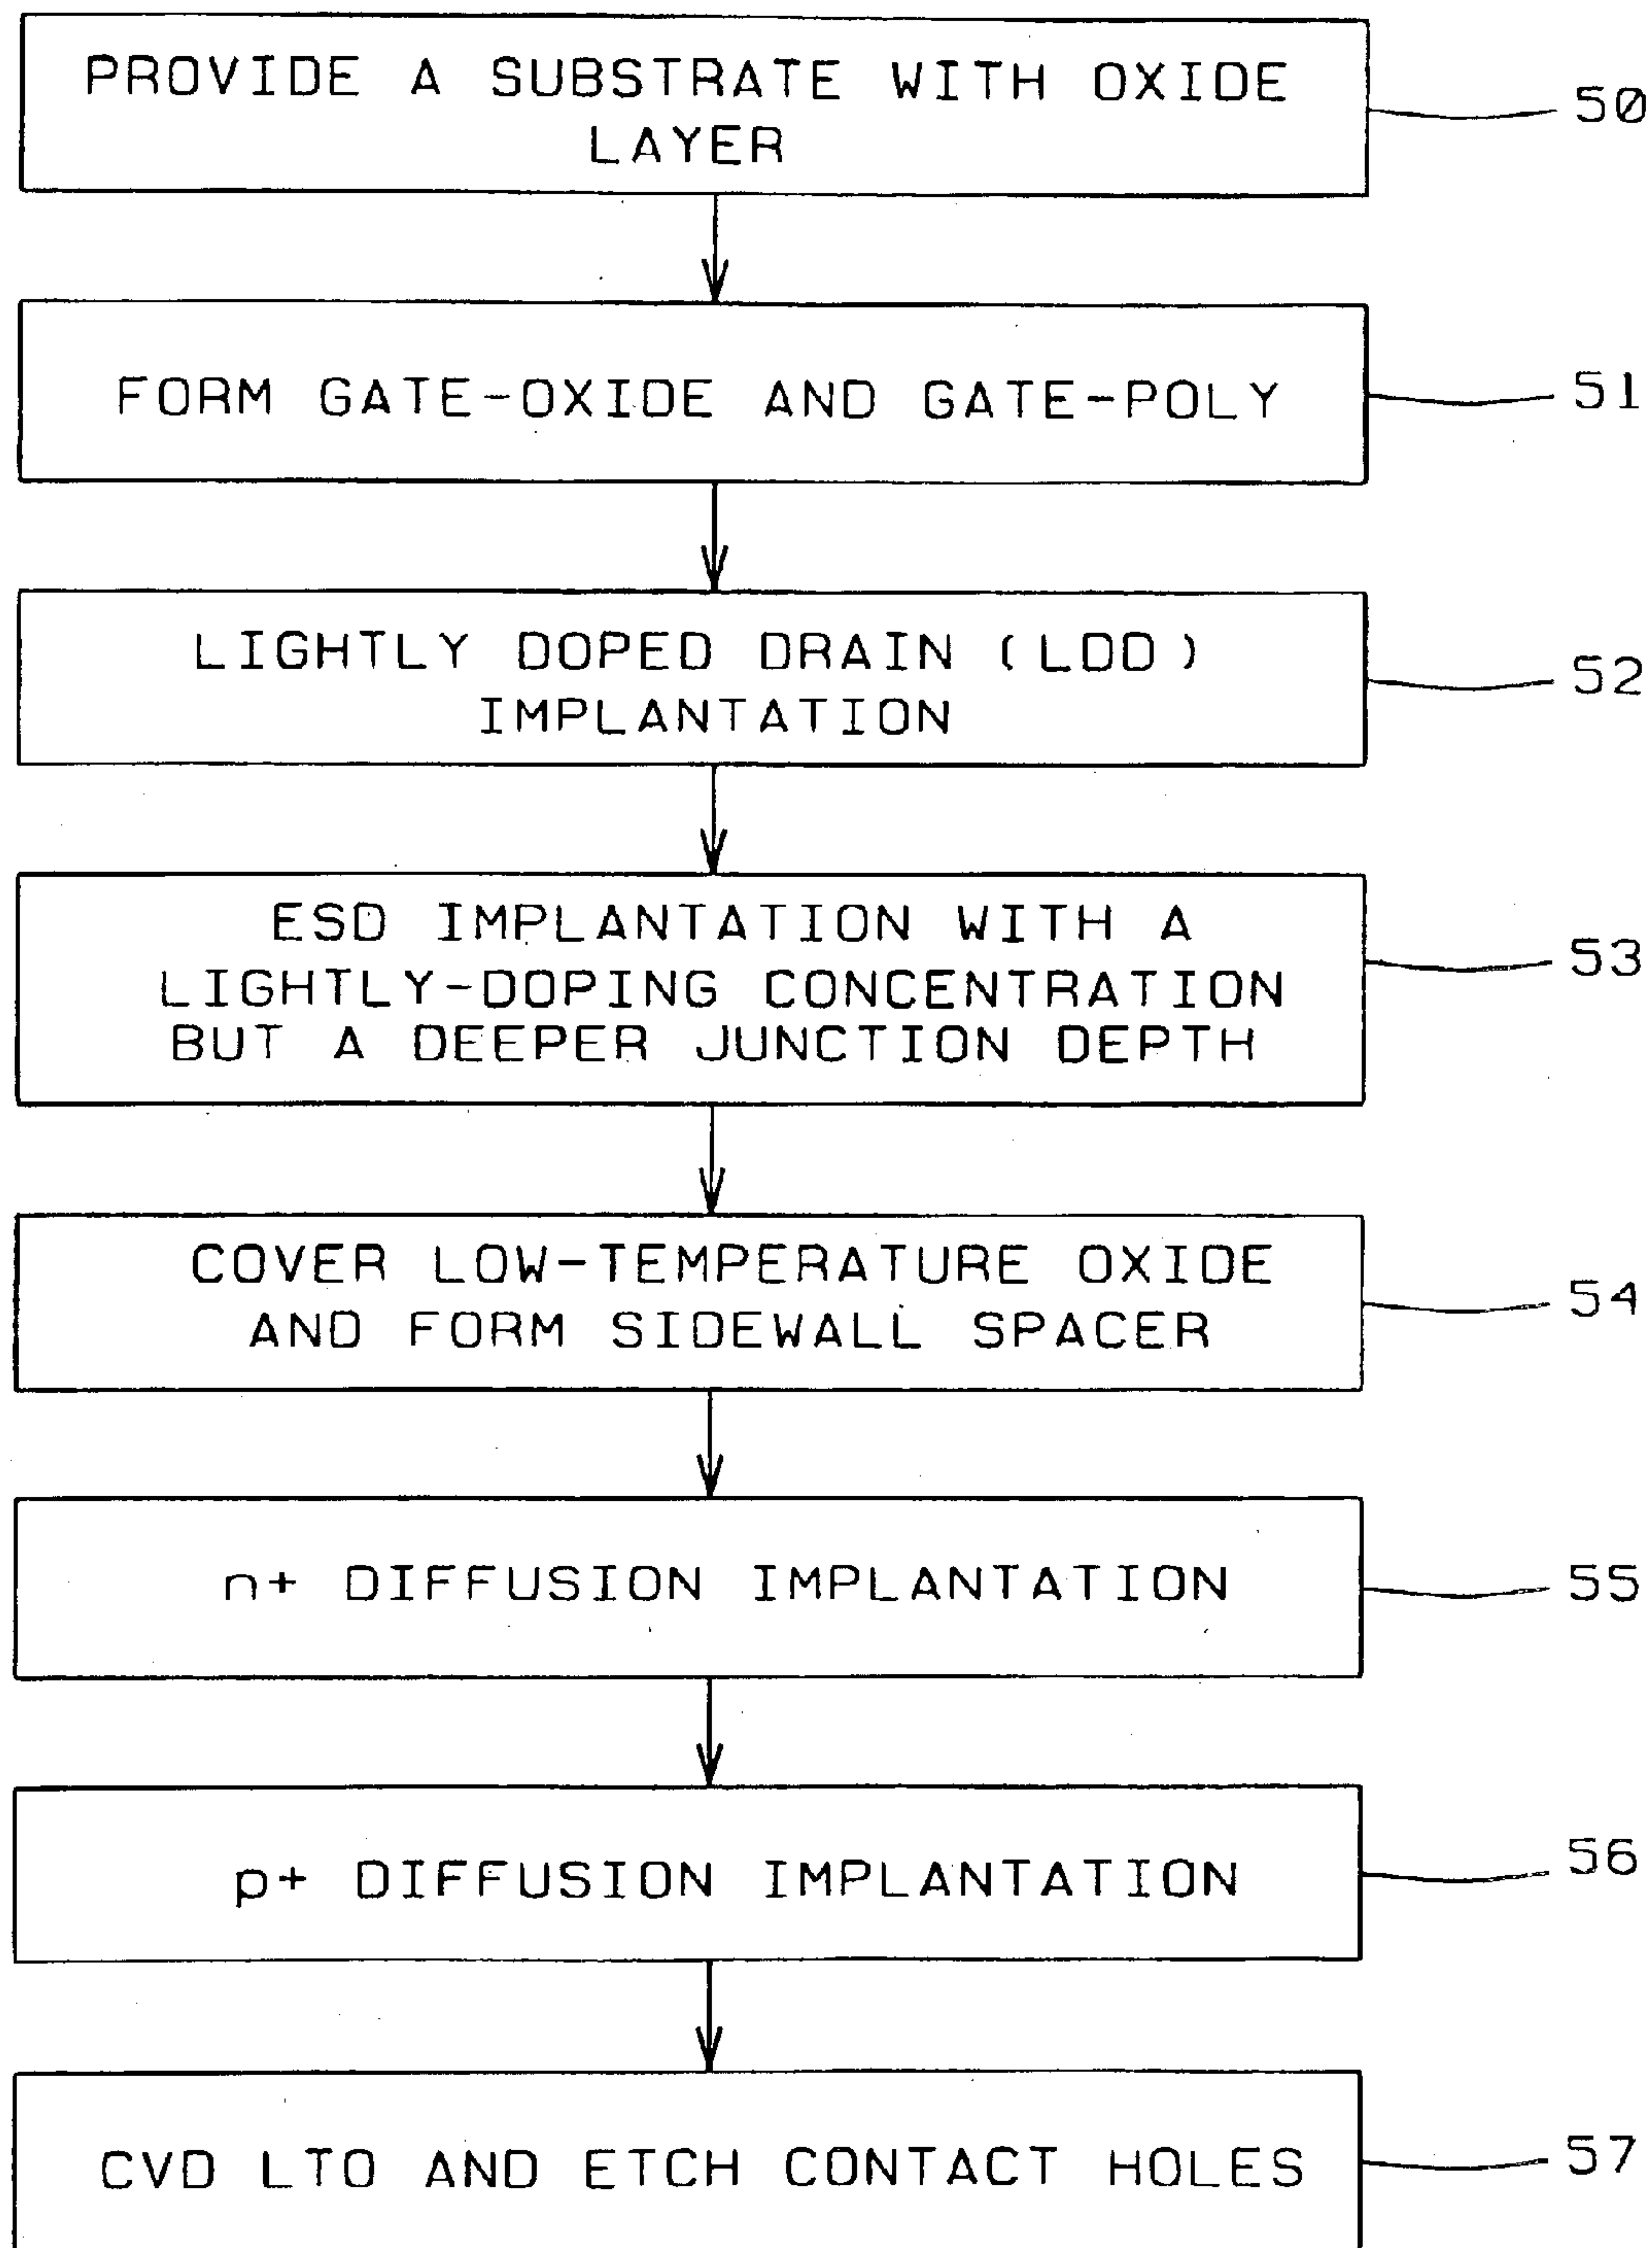 PROVIDE A SUBSTRATE WITH OXIDE
LAYER
50
FORM GATE-OXIDE AND GATE-POLY
51
LIGHTLY DOPED DRAIN (LDD)
IMPLANTATION
52
ESD IMPLANTATION WITH A
LIGHTLY-DOPING CONCENTRATION
BUT A DEEPER JUNCTION DEPTH
53
COVER LOW-TEMPERATURE OXIDE
AND FORM SIDEWALL SPACER
54
n+ DIFFUSION IMPLANTATION
55
p+ DIFFUSION IMPLANTATION
56
CVD LTO AND ETCH CONTACT HOLES
57